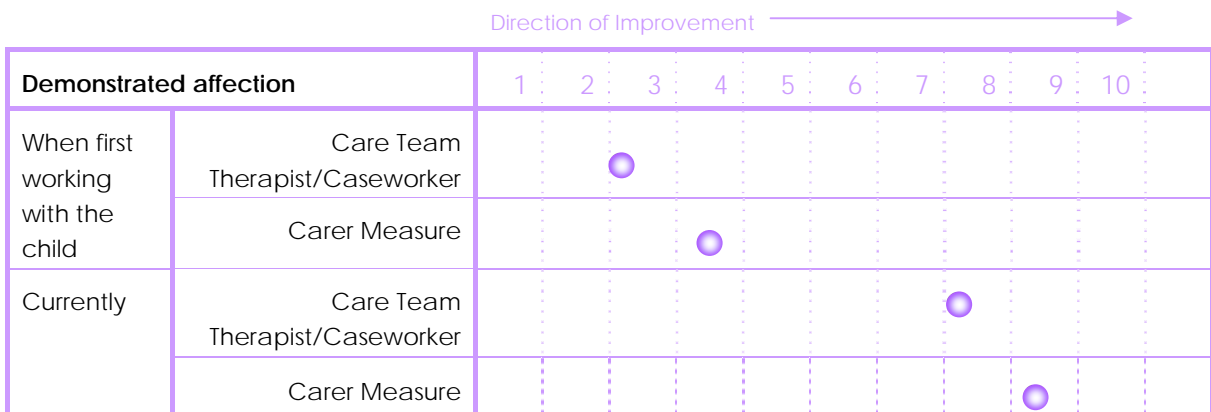 Direction of Improvement
Demonstrated affection 1 2 3 4 5 6 7 8 9 10
When first
working
with the
child
Care Team
Therapist/Caseworker
Carer Measure
Currently
Care Team
Therapist/Caseworker
Carer Measure